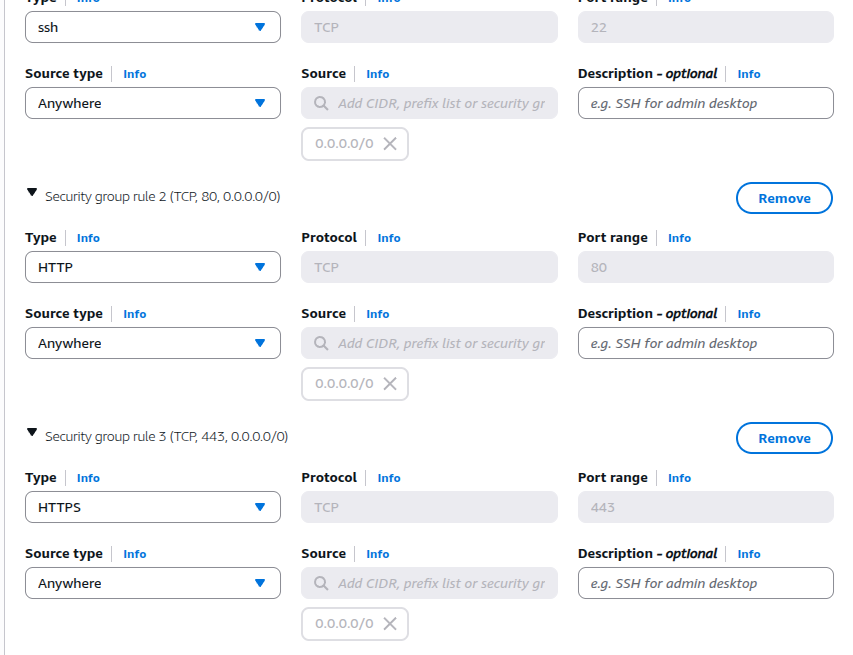 Type Info Protocol Info Port range Info
ssh TCP 22
Source type Info Source Info Description – optional Info
Anywhere Add CIDR, prefix list or security gr e.g. SSH for admin desktop
0.0.0.0/0
Security group rule 2 (TCP, 80, 0.0.0.0/0) Remove
Type Info Protocol Info Port range Info
HTTP TCP 80
Source type Info Source Info Description – optional Info
Anywhere Add CIDR, prefix list or security gr e.g. SSH for admin desktop
0.0.0.0/0
Security group rule 3 (TCP, 443, 0.0.0.0/0) Remove
Type Info Protocol Info Port range Info
HTTPS TCP 443
Source type Info Source Info Description – optional Info
Anywhere Add CIDR, prefix list or security gr e.g. SSH for admin desktop
0.0.0.0/0